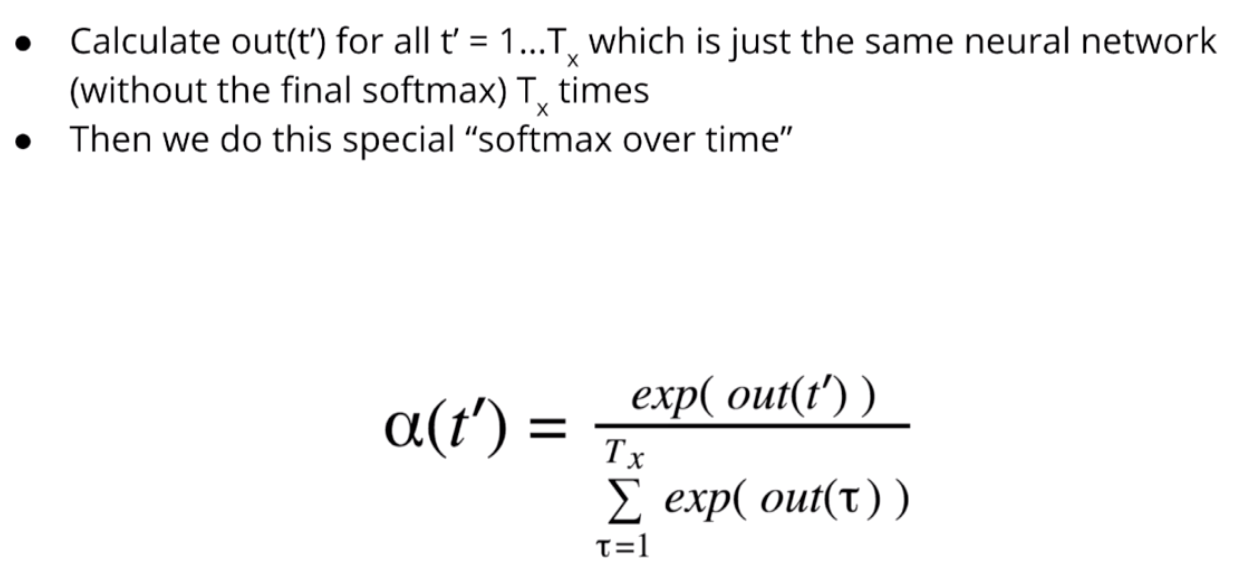 ● Calculate out(t′) for all t′ = 1...Tₓ which is just the same neural network
(without the final softmax) Tₓ times
● Then we do this special “softmax over time”
exp( out(t′) )
α(t′) =
Tx
∑ exp( out(τ) )
τ=1